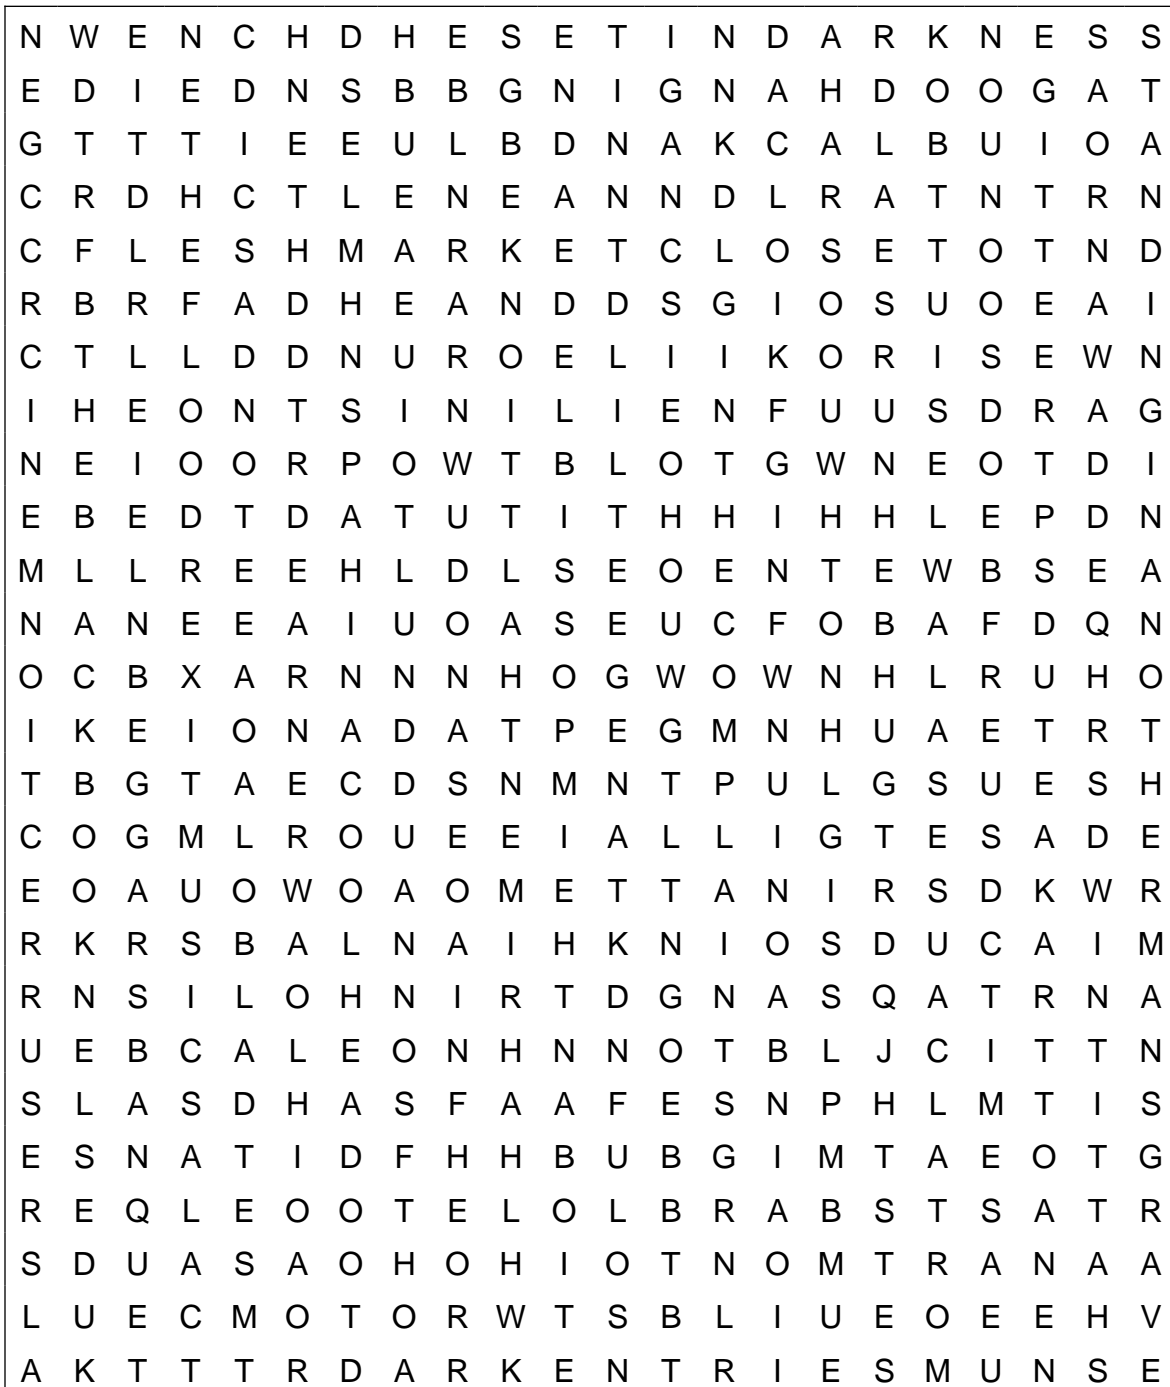 N W E N C H D H E S E T I N D A R K N E S S
E D I E D N S B B G N I G N A H D O O G A T
G T T T I E E U L B D N A K C A L B U I O A
C R D H C T L E N E A N N D L R A T N T R N
C F L E S H M A R K E T C L O S E T O T N D
R B R F A D H E A N D D S G I O S U O E A I
C T L L D D N U R O E L I I K O R I S E W N
I H E O N T S I N I L I E N F U U S D R A G
N E I O O R P O W T B L O T G W N E O T D I
E B E D T D A T U T I T H H I H H L E P D N
M L L R E E H L D L S E O E N T E W B S E A
N A N E E A I U O A S E U C F O B A F D Q N
O C B X A R N N N H O G W O W N H L R U H O
I K E I O N A D A T P E G M N H U A E T R T
T B G T A E C D S N M N T P U L G S U E S H
C O G M L R O U E E I A L L I G T E S A D E
E O A U O W O A O M E T T A N I R S D K W R
R K R S B A L N A I H K N I O S D U C A I M
R N S I L O H N I R T D G N A S Q A T R N A
U E B C A L E O N H N N O T B L J C I T T N
S L A S D H A S F A A F E S N P H L M T I S
E S N A T I D F H H B U B G I M T A E O T G
R E Q L E O O T E L O L B R A B S T S A T R
S D U A S A O H O H I O T N O M T R A N A A
L U E C M O T O R W T S B L I U E O E E H V
A K T T T R D A R K E N T R I E S M U N S E